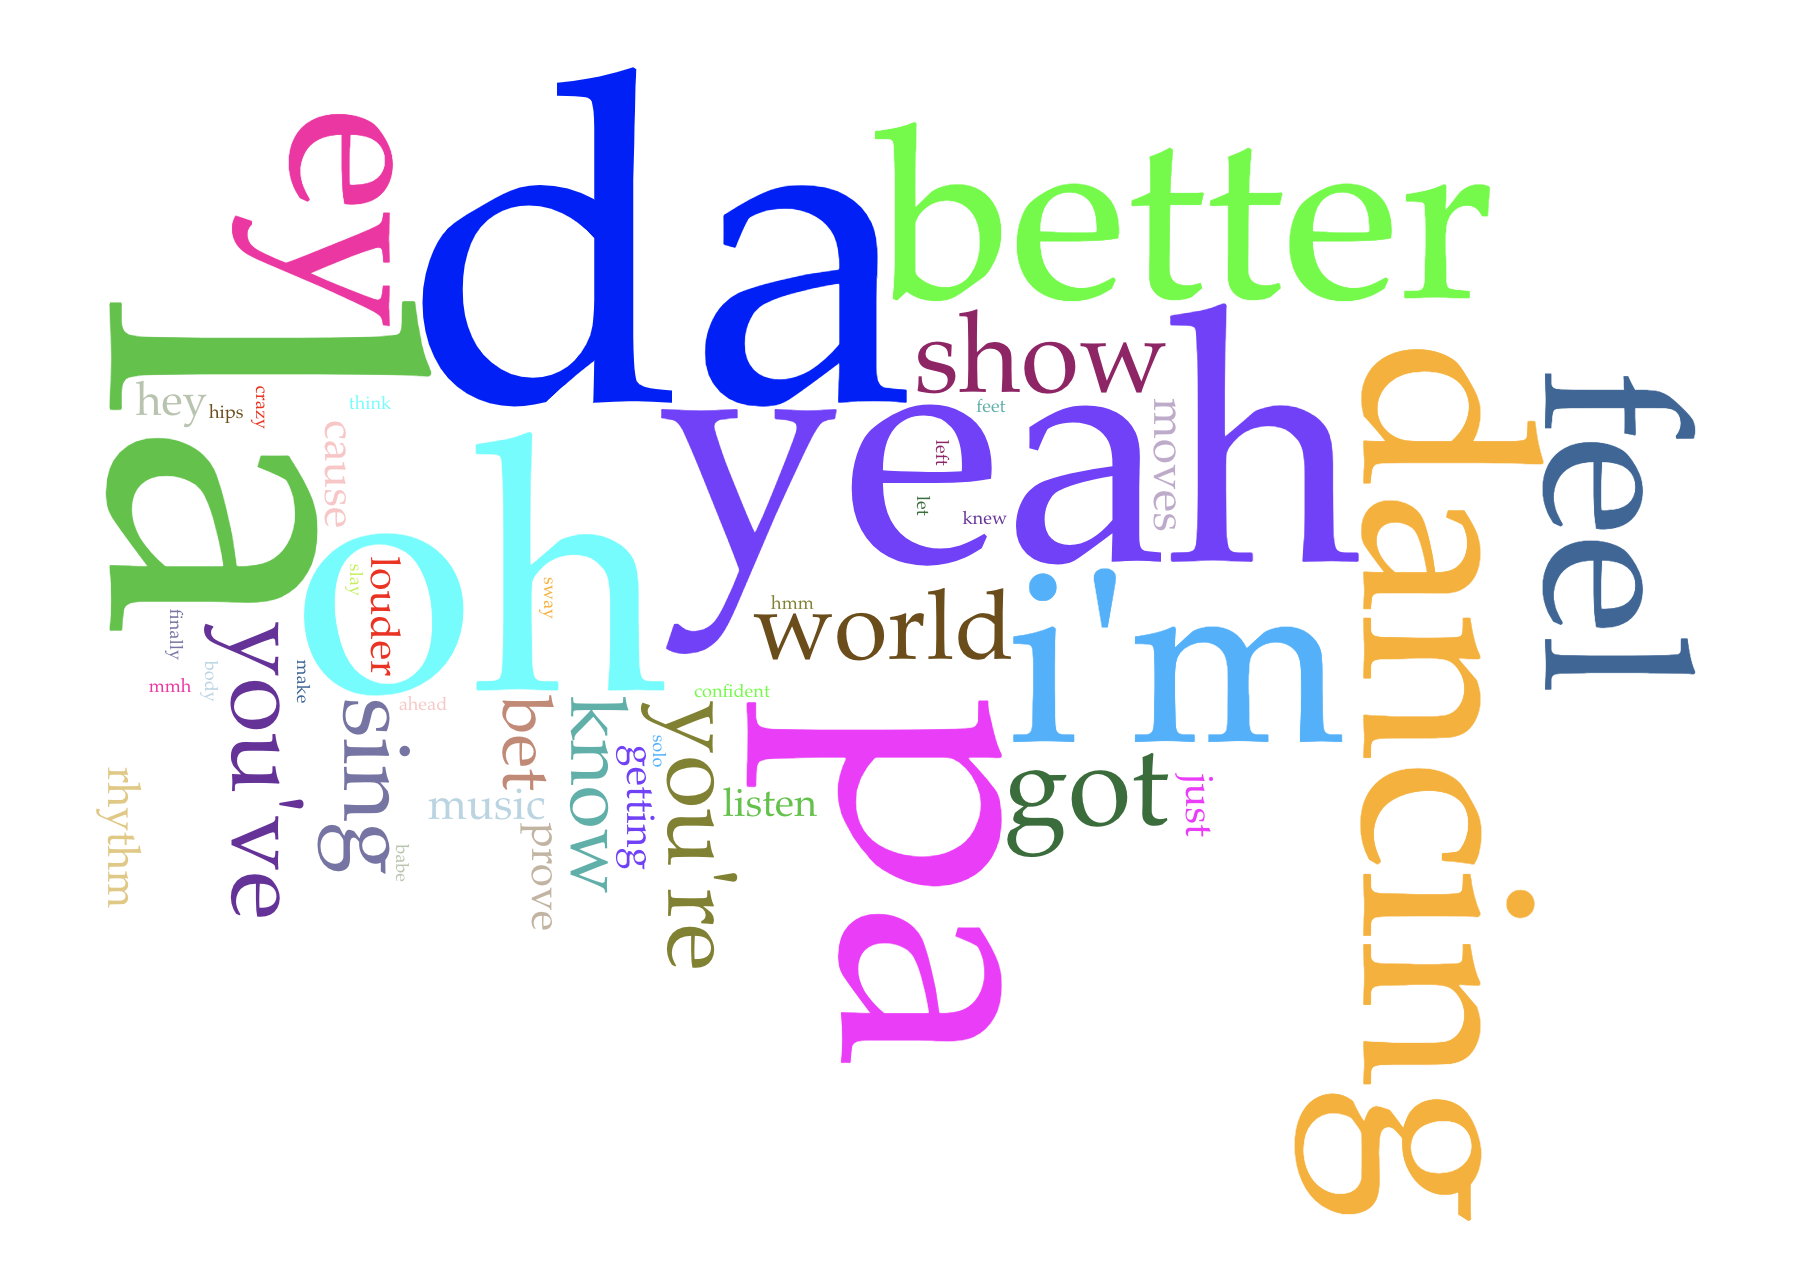 ey
da
better
la
show
yeah
dancing
feel
hey
hips
crazy
think
feet
moves
cause
left
let
knew
oh
slay
louder
sway
i'm
hmm
world
finally
you've
body
make
mmh
ahead
confident
sing
bet
know
you're
pa
solo
getting
got
just
rhythm
music
listen
prove
babe